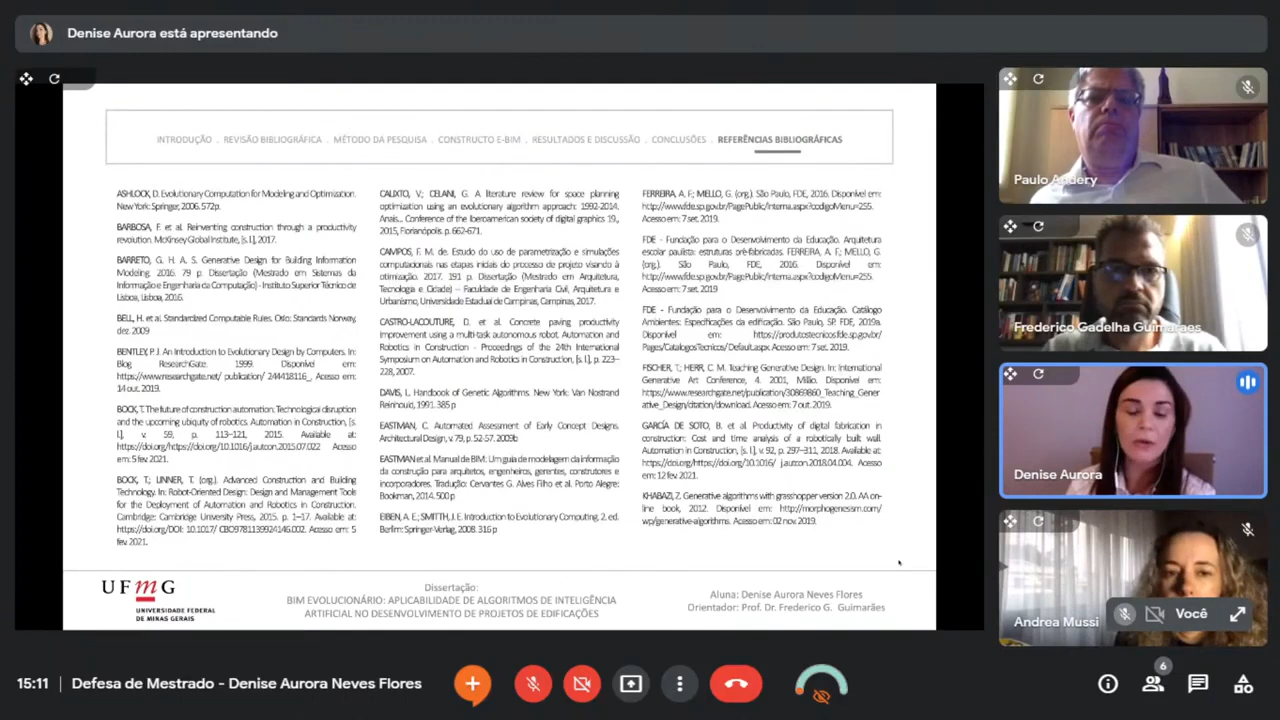 Denise Aurora está apresentando
INTRODUÇÃO . REVISÃO BIBLIOGRÁFICA . MÉTODO DA PESQUISA . CONSTRUCTO E-BIM . RESULTADOS E DISCUSSÃO . CONCLUSÕES . REFERÊNCIAS BIBLIOGRÁFICAS
ASHLOCK, D. Evolutionary Computation for Modeling and Optimization.
New York: Springer, 2006. 572p.
BARBOSA, F. et al. Reinventing construction through a productivity
revolution. McKinsey Global Institute, [s. l.], 2017.
BARRETO, G. H. A. S. Generative Design for Building Information
Modeling. 2016. 79 p. Dissertação (Mestrado em Sistemas da
Informação e Engenharia da Computação) - Instituto Superior Técnico de
Lisboa, Lisboa, 2016.
BELL, H. et al. Standardized Computable Rules. Oslo: Standards Norway,
dez. 2009
BENTLEY, P. J. An Introduction to Evolutionary Design by Computers. In:
Blog ResearchGate. 1999. Disponível em:
https://www.researchgate.net/ publication/ 244418116_. Acesso em:
14 out. 2019.
BOCK, T. The future of construction automation: Technological disruption
and the upcoming ubiquity of robotics. Automation in Construction, [s.
l.], v. 59, p. 113–121, 2015. Available at:
https://doi.org/https://doi.org/10.1016/j.autcon.2015.07.022 Acesso
em: 5 fev. 2021.
BOCK, T.; LINNER, T. (org.). Advanced Construction and Building
Technology. In: Robot-Oriented Design: Design and Management Tools
for the Deployment of Automation and Robotics in Construction.
Cambridge: Cambridge University Press, 2015. p. 1–17. Available at:
https://doi.org/DOI: 10.1017/ CBO9781139924146.002. Acesso em: 5
fev. 2021.
CALIXTO, V.; CELANI, G. A literature review for space planning
optimization using an evolutionary algorithm approach: 1992-2014.
Anais... Conference of the Iberoamerican society of digital graphics 19.,
2015, Florianópolis. p. 662-671.
CAMPOS, F. M. de. Estudo do uso de parametrização e simulações
computacionais nas etapas iniciais do processo de projeto visando à
otimização. 2017. 191 p. Dissertação (Mestrado em Arquitetura,
Tecnologia e Cidade) – Faculdade de Engenharia Civil, Arquitetura e
Urbanismo, Universidade Estadual de Campinas, Campinas, 2017.
CASTRO-LACOUTURE, D. et al. Concrete paving productivity
improvement using a multi-task autonomous robot. Automation and
Robotics in Construction - Proceedings of the 24th International
Symposium on Automation and Robotics in Construction, [s. l.], p. 223–
228, 2007.
DAVIS, L. Handbook of Genetic Algorithms. New York: Van Nostrand
Reinhould, 1991. 385 p
EASTMAN, C. Automated Assessment of Early Concept Designs.
Architectural Design, v. 79, p. 52-57. 2009b
EASTMAN et al. Manual de BIM: Um guia de modelagem da informação
da construção para arquitetos, engenheiros, gerentes, construtores e
incorporadores. Tradução: Cervantes G. Alves Filho et al. Porto Alegre:
Bookman, 2014. 500 p
EIBEN, A. E.; SMITH, J. E. Introduction to Evolutionary Computing. 2. ed.
Berlim: Springer-Verlag, 2008. 316 p
FERREIRA, A. F.; MELLO, G. (org.). São Paulo, FDE, 2016. Disponível em:
http://www.fde.sp.gov.br/PagePublic/Interna.aspx?codigoMenu=255.
Acesso em: 7 set. 2019.
FDE - Fundação para o Desenvolvimento da Educação. Arquitetura
escolar paulista: estruturas pré-fabricadas. FERREIRA, A. F.; MELLO, G.
(org.). São Paulo, FDE, 2016. Disponível em:
http://www.fde.sp.gov.br/PagePublic/Interna.aspx?codigoMenu=255.
Acesso em: 7 set. 2019
FDE - Fundação para o Desenvolvimento da Educação. Catálogo
Ambientes: Especificações da edificação. São Paulo, SP. FDE, 2019a.
Disponível em: https://produtostecnicos.fde.sp.gov.br/
Pages/CatalogosTecnicos/Default.aspx. Acesso em: 7 set. 2019.
FISCHER, T.; HERR, C. M. Teaching Generative Design. In: International
Generative Art Conference, 4. 2001, Milão. Disponível em:
https://www.researchgate.net/publication/30869860_Teaching_Gener
ative_Design/citation/download. Acesso em: 7 out. 2019.
GARCÍA DE SOTO, B. et al. Productivity of digital fabrication in
construction: Cost and time analysis of a robotically built wall.
Automation in Construction, [s. l.], v. 92, p. 297–311, 2018. Available at:
https://doi.org/https://doi.org/10.1016/ j.autcon.2018.04.004. Acesso
em: 12 fev. 2021.
KHABAZI, Z. Generative algorithms with grasshopper version 2.0. AA on-
line book, 2012. Disponível em: http://morphogenesism.com/
wp/generative-algorithms. Acesso em: 02 nov. 2019.
UFmG
UNIVERSIDADE FEDERAL
DE MINAS GERAIS
Dissertação:
BIM EVOLUCIONÁRIO: APLICABILIDADE DE ALGORITMOS DE INTELIGÊNCIA
ARTIFICIAL NO DESENVOLVIMENTO DE PROJETOS DE EDIFICAÇÕES
Aluna: Denise Aurora Neves Flores
Orientador: Prof. Dr. Frederico G. Guimarães
Paulo Andery
Frederico Gadelha Guimaraes
Denise Aurora
Andrea Mussi
Você
15:11 | Defesa de Mestrado - Denise Aurora Neves Flores
6